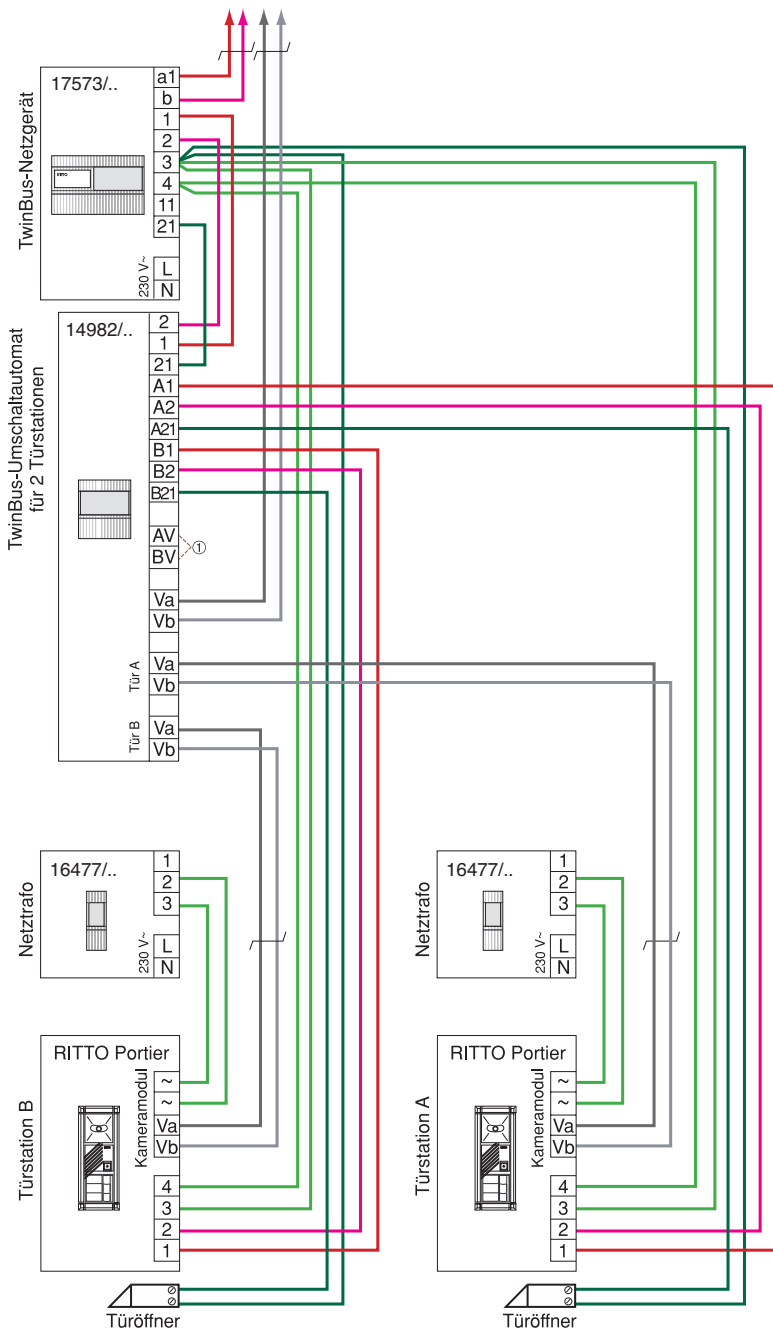 TwinBus-Netzgerät
17573/..
RITTO
a1
b
1
2
3
4
11
21
230 V~
L
N
TwinBus-Umschaltautomat
für 2 Türstationen
14982/..
2
1
21
A1
A2
A21
B1
B2
B21
AV
BV
①
Va
Vb
Tür A
Va
Vb
Tür B
Va
Vb
Netztrafo
16477/..
1
2
3
230 V~
L
N
Netztrafo
16477/..
1
2
3
230 V~
L
N
Türstation B
RITTO Portier
Kameramodul
~
~
Va
Vb
4
3
2
1
Türöffner
Türstation A
RITTO Portier
Kameramodul
~
~
Va
Vb
4
3
2
1
Türöffner